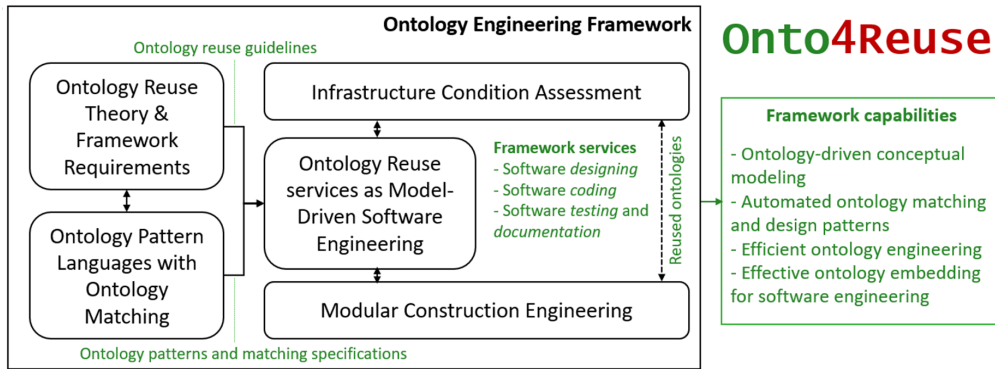 Ontology Engineering Framework
Onto4Reuse
Ontology reuse guidelines
Ontology Reuse
Theory &
Framework
Requirements
Infrastructure Condition Assessment
Ontology Reuse
services as Model-
Driven Software
Engineering
Framework services
- Software designing
- Software coding
- Software testing and
documentation
Reused ontologies
Ontology Pattern
Languages with
Ontology
Matching
Modular Construction Engineering
Ontology patterns and matching specifications
Framework capabilities
- Ontology-driven conceptual
modeling
- Automated ontology matching
and design patterns
- Efficient ontology engineering
- Effective ontology embedding
for software engineering